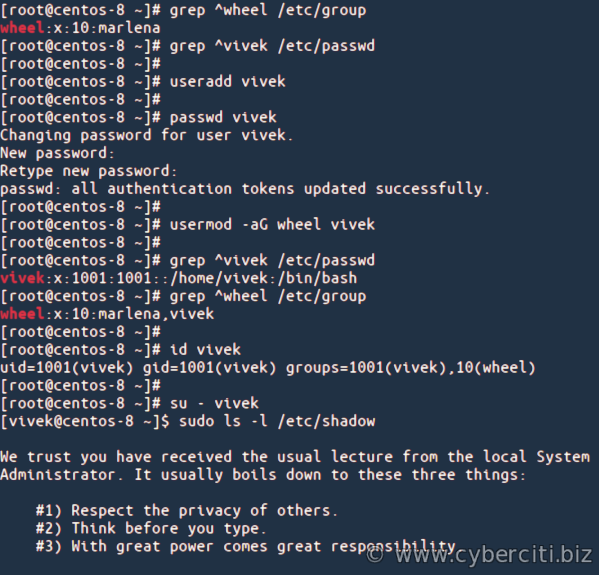 [root@centos-8 ~]# grep ^wheel /etc/group
wheel:x:10:marlena
[root@centos-8 ~]# grep ^vivek /etc/passwd
[root@centos-8 ~]#
[root@centos-8 ~]# useradd vivek
[root@centos-8 ~]#
[root@centos-8 ~]# passwd vivek
Changing password for user vivek.
New password:
Retype new password:
passwd: all authentication tokens updated successfully.
[root@centos-8 ~]#
[root@centos-8 ~]# usermod -aG wheel vivek
[root@centos-8 ~]#
[root@centos-8 ~]# grep ^vivek /etc/passwd
vivek:x:1001:1001::/home/vivek:/bin/bash
[root@centos-8 ~]# grep ^wheel /etc/group
wheel:x:10:marlena,vivek
[root@centos-8 ~]#
[root@centos-8 ~]# id vivek
uid=1001(vivek) gid=1001(vivek) groups=1001(vivek),10(wheel)
[root@centos-8 ~]#
[root@centos-8 ~]# su - vivek
[vivek@centos-8 ~]$ sudo ls -l /etc/shadow
We trust you have received the usual lecture from the local System
Administrator. It usually boils down to these three things:
#1) Respect the privacy of others.
#2) Think before you type.
#3) With great power comes great responsibility
© www.cyberciti.biz